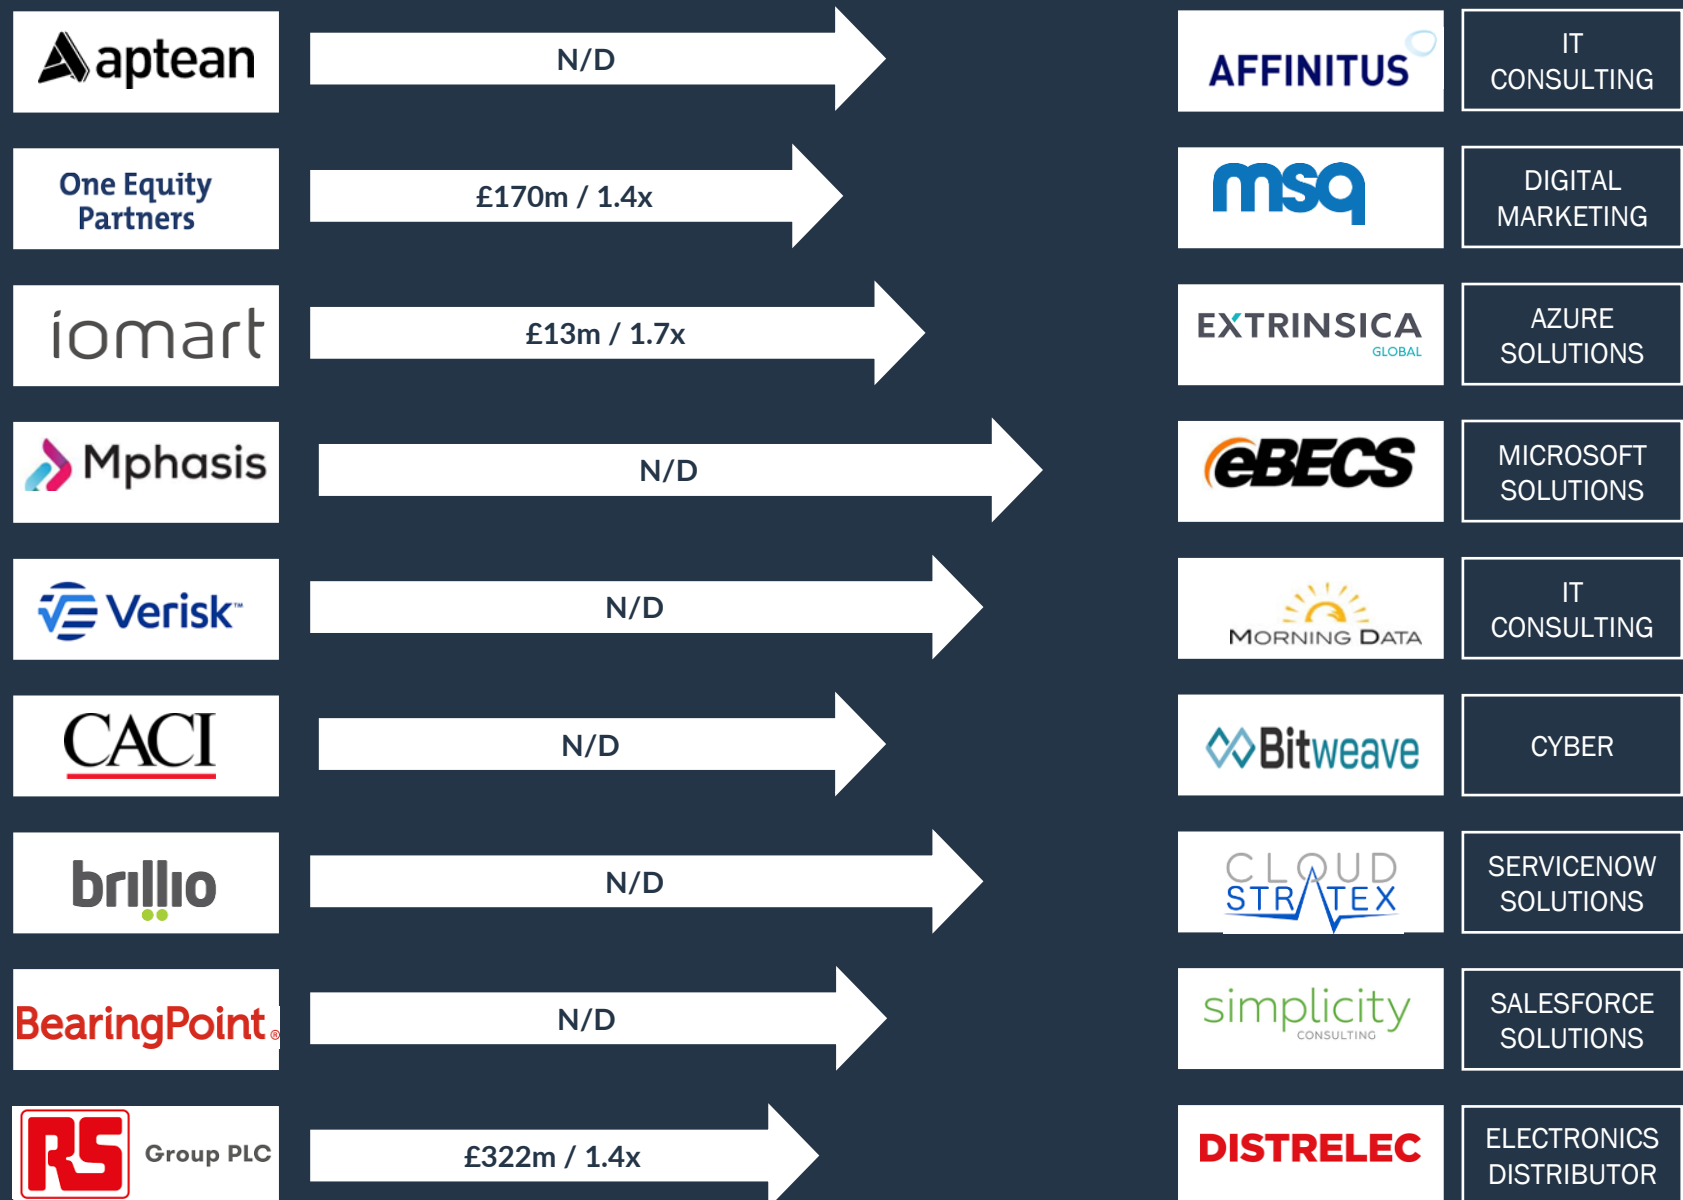 aptean
N/D
AFFINITUS
IT
CONSULTING
One Equity
Partners
£170m / 1.4x
msq
DIGITAL
MARKETING
iomart
£13m / 1.7x
EXTRINSICA
GLOBAL
AZURE
SOLUTIONS
Mphasis
N/D
eBECS
MICROSOFT
SOLUTIONS
Verisk™
N/D
MORNING DATA
IT
CONSULTING
CACI
N/D
Bitweave
CYBER
brillio
N/D
CLOUD
STRATEX
SERVICENOW
SOLUTIONS
BearingPoint®
N/D
simplicity
CONSULTING
SALESFORCE
SOLUTIONS
RS Group PLC
£322m / 1.4x
DISTRELEC
ELECTRONICS
DISTRIBUTOR